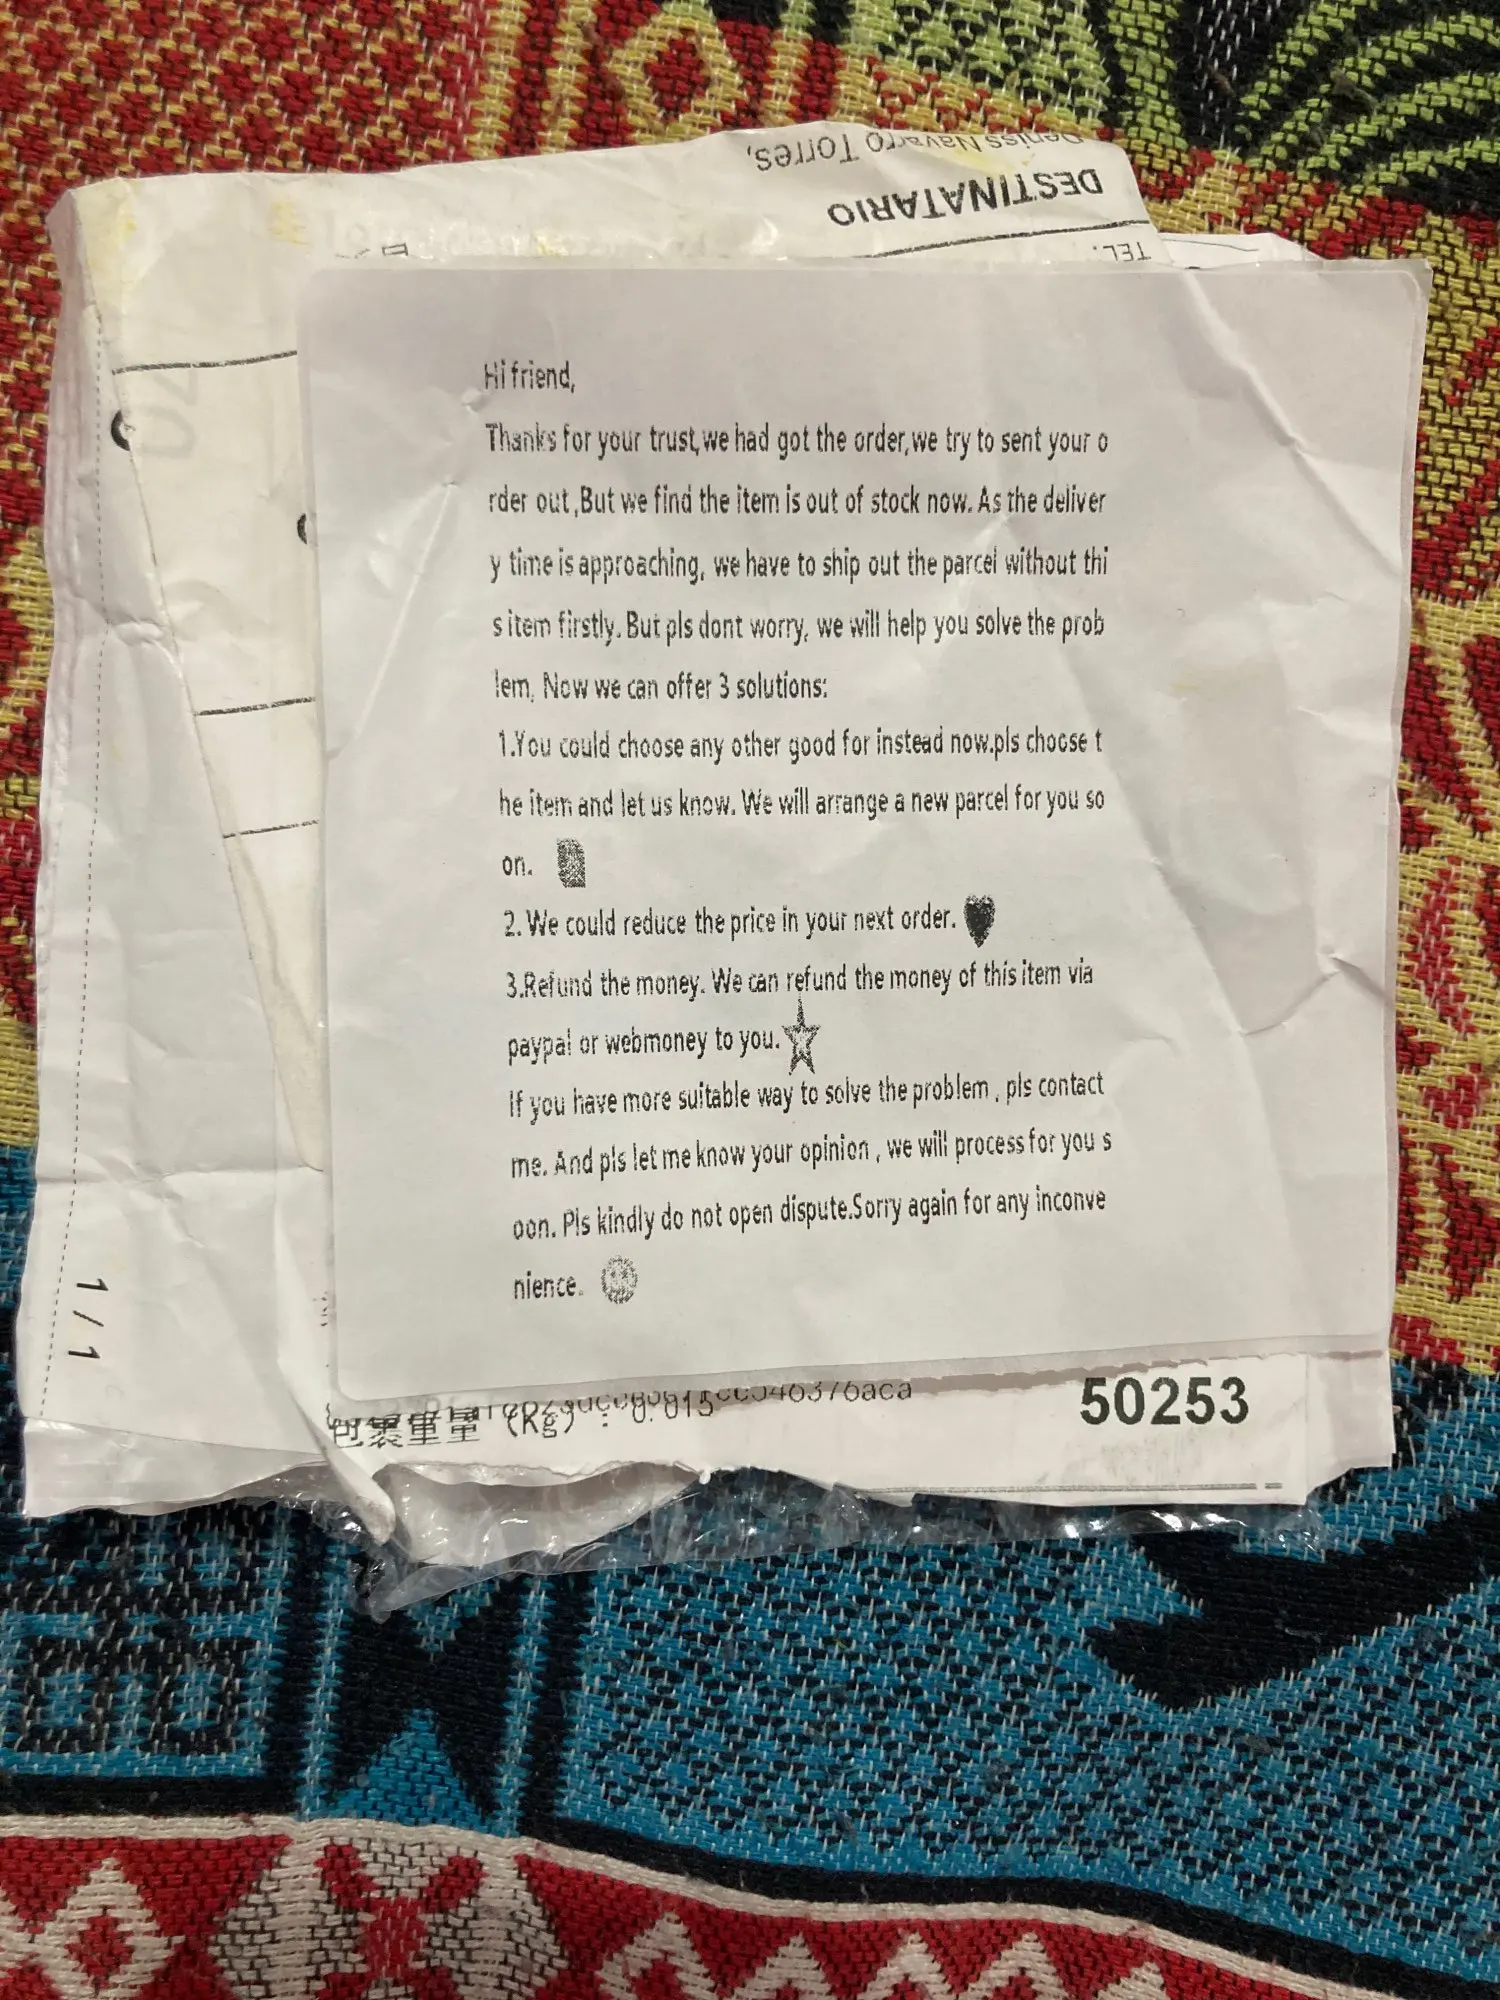 Deniss Navarro Torres,
DESTINATARIO
TEL.
Hi friend,
Thanks for your trust,we had got the order,we try to sent your o
rder out ,But we find the item is out of stock now. As the deliver
y time is approaching, we have to ship out the parcel without thi
s item firstly. But pls dont worry, we will help you solve the prob
lem, Now we can offer 3 solutions:
1.You could choose any other good for instead now.pls choose t
he item and let us know. We will arrange a new parcel for you so
on.
2. We could reduce the price in your next order.
3.Refund the money. We can refund the money of this item via
paypal or webmoney to you.
If you have more suitable way to solve the problem , pls contact
me. And pls let me know your opinion , we will process for you s
oon. Pls kindly do not open dispute.Sorry again for any inconve
nience.
包裹重量 (Kg) : 0.015
50253
1/1